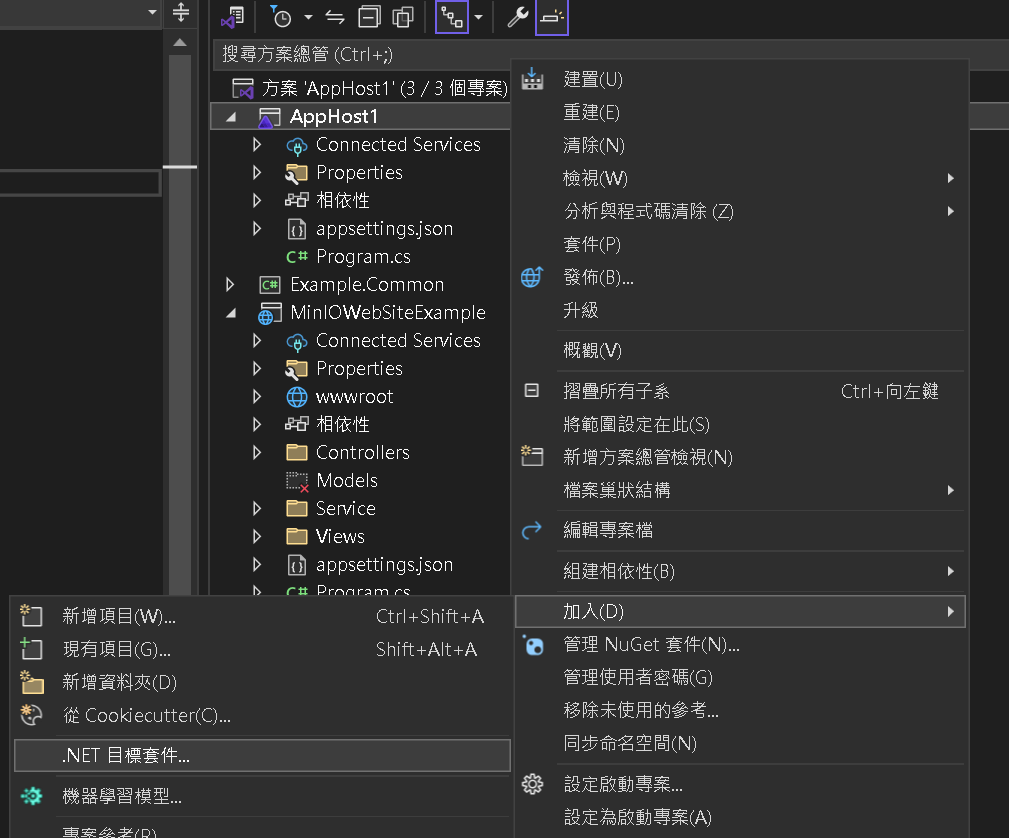 搜尋方案總管 (Ctrl+;)
方案 'AppHost1' (3 / 3 個專案)
AppHost1
Connected Services
Properties
相依性
appsettings.json
C# Program.cs
C# Example.Common
MinIOWebSiteExample
Connected Services
Properties
wwwroot
相依性
Controllers
Models
Service
Views
appsettings.json
C# Program.cs
建置(U)
重建(E)
清除(N)
檢視(W)
分析與程式碼清除 (Z)
套件(P)
發佈(B)...
升級
概觀(V)
摺疊所有子系 Ctrl+向左鍵
將範圍設定在此(S)
新增方案總管檢視(N)
檔案巢狀結構
編輯專案檔
組建相依性(B)
加入(D)
管理 NuGet 套件(N)...
管理使用者密碼(G)
移除未使用的參考...
同步命名空間(N)
設定啟動專案...
設定為啟動專案(A)
新增項目(W)... Ctrl+Shift+A
現有項目(G)... Shift+Alt+A
新增資料夾(D)
從 Cookiecutter(C)...
.NET 目標套件...
機器學習模型...
專案參考(R)